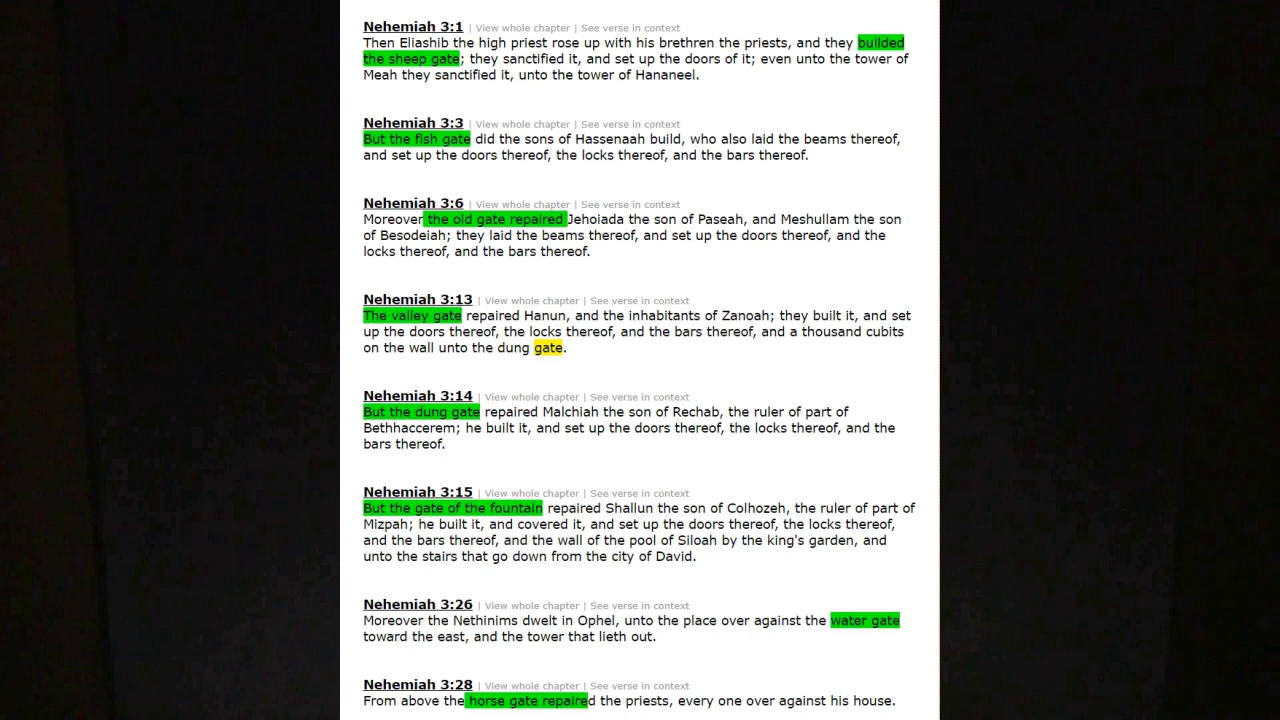 Nehemiah 3:1 | View whole chapter | See verse in context
Then Eliashib the high priest rose up with his brethren the priests, and they builded
the sheep gate; they sanctified it, and set up the doors of it; even unto the tower of
Meah they sanctified it, unto the tower of Hananeel.
Nehemiah 3:3 | View whole chapter | See verse in context
But the fish gate did the sons of Hassenaah build, who also laid the beams thereof,
and set up the doors thereof, the locks thereof, and the bars thereof.
Nehemiah 3:6 | View whole chapter | See verse in context
Moreover the old gate repaired Jehoiada the son of Paseah, and Meshullam the son
of Besodeiah; they laid the beams thereof, and set up the doors thereof, and the
locks thereof, and the bars thereof.
Nehemiah 3:13 | View whole chapter | See verse in context
The valley gate repaired Hanun, and the inhabitants of Zanoah; they built it, and set
up the doors thereof, the locks thereof, and the bars thereof, and a thousand cubits
on the wall unto the dung gate.
Nehemiah 3:14 | View whole chapter | See verse in context
But the dung gate repaired Malchiah the son of Rechab, the ruler of part of
Bethhaccerem; he built it, and set up the doors thereof, the locks thereof, and the
bars thereof.
Nehemiah 3:15 | View whole chapter | See verse in context
But the gate of the fountain repaired Shallun the son of Colhozeh, the ruler of part of
Mizpah; he built it, and covered it, and set up the doors thereof, the locks thereof,
and the bars thereof, and the wall of the pool of Siloah by the king's garden, and
unto the stairs that go down from the city of David.
Nehemiah 3:26 | View whole chapter | See verse in context
Moreover the Nethinims dwelt in Ophel, unto the place over against the water gate
toward the east, and the tower that lieth out.
Nehemiah 3:28 | View whole chapter | See verse in context
From above the horse gate repaired the priests, every one over against his house.